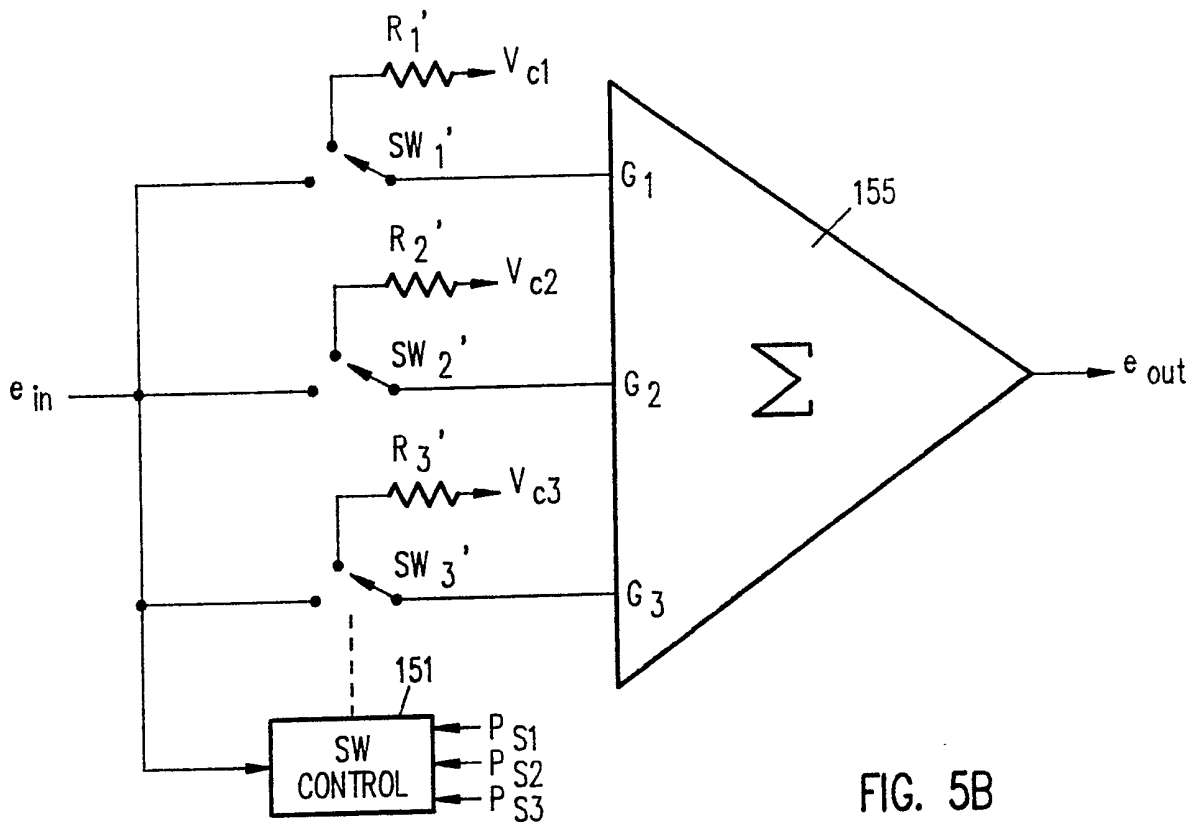 R1'
Vc1
SW1'
G1
155
R2'
Vc2
SW2'
G2
Σ
ein
eout
R3'
Vc3
SW3'
G3
151
SW
CONTROL
PS1
PS2
PS3
FIG. 5B